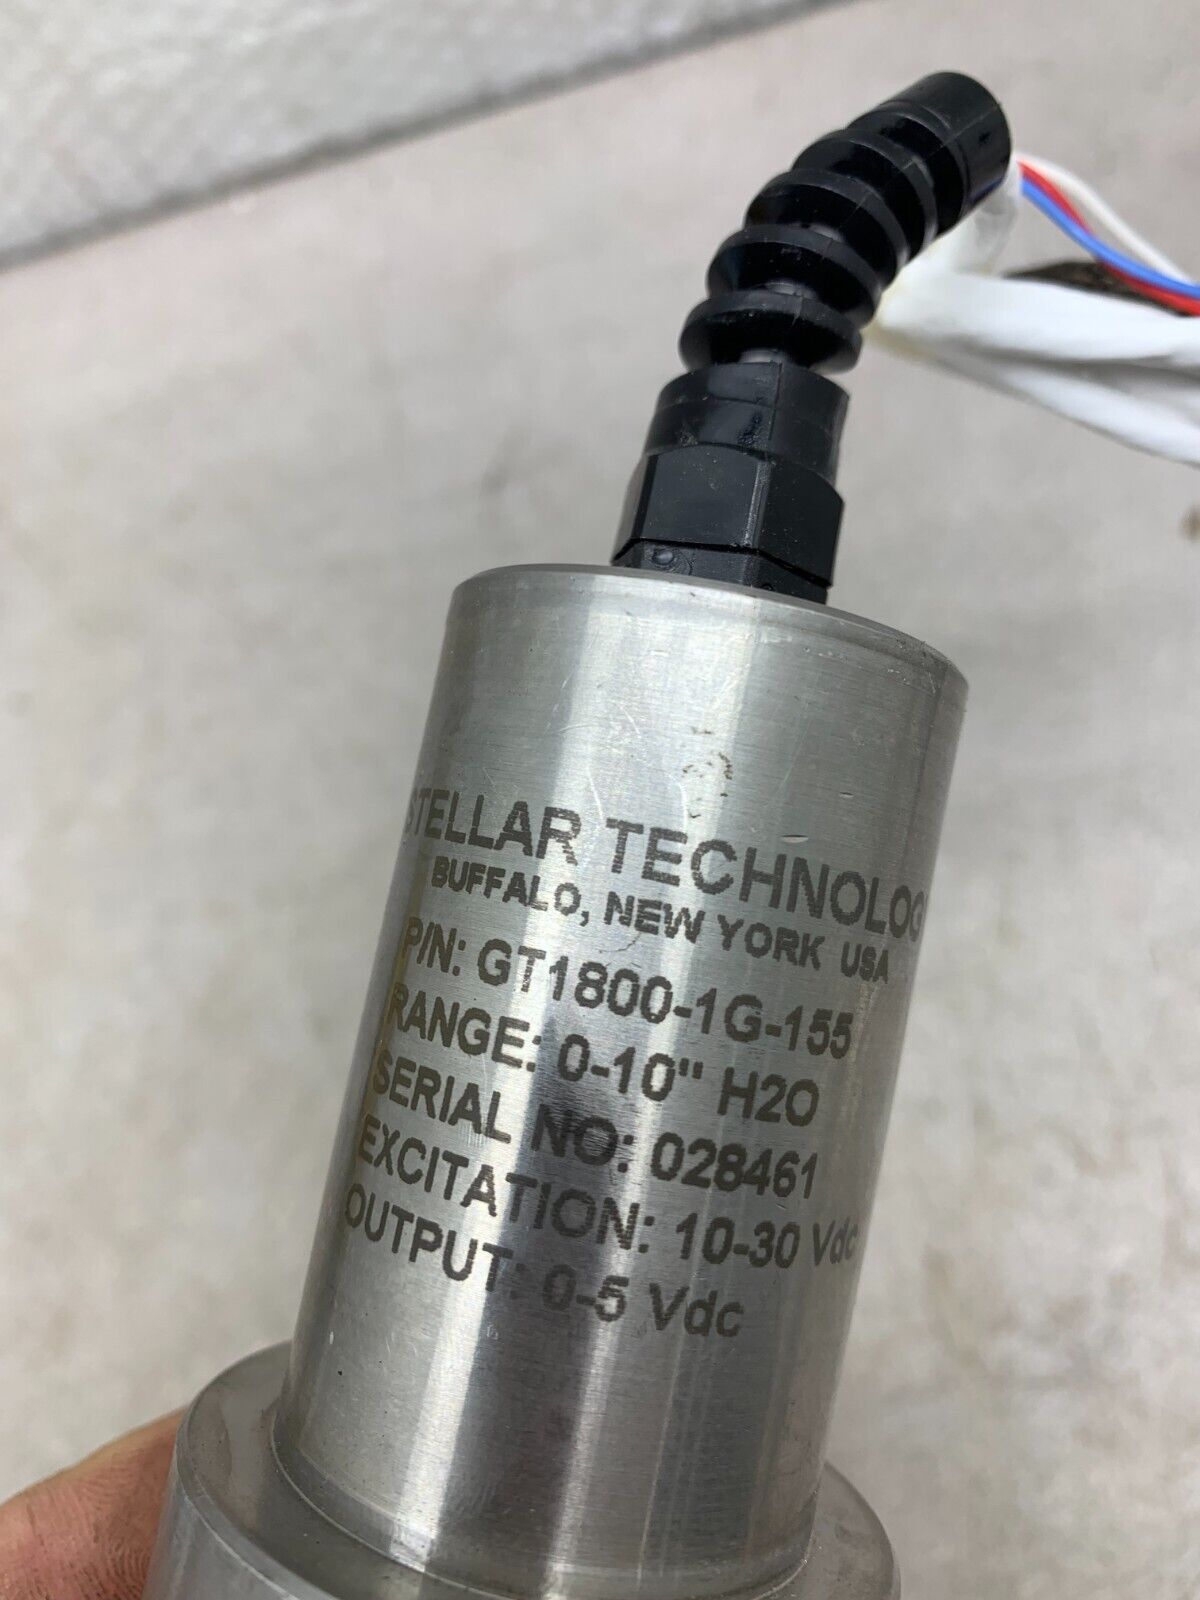 STELLAR TECHNOLOGY
BUFFALO, NEW YORK USA
P/N: GT1800-1G-155
RANGE: 0-10" H2O
SERIAL NO: 028461
EXCITATION: 10-30 Vdc
OUTPUT: 0-5 Vdc